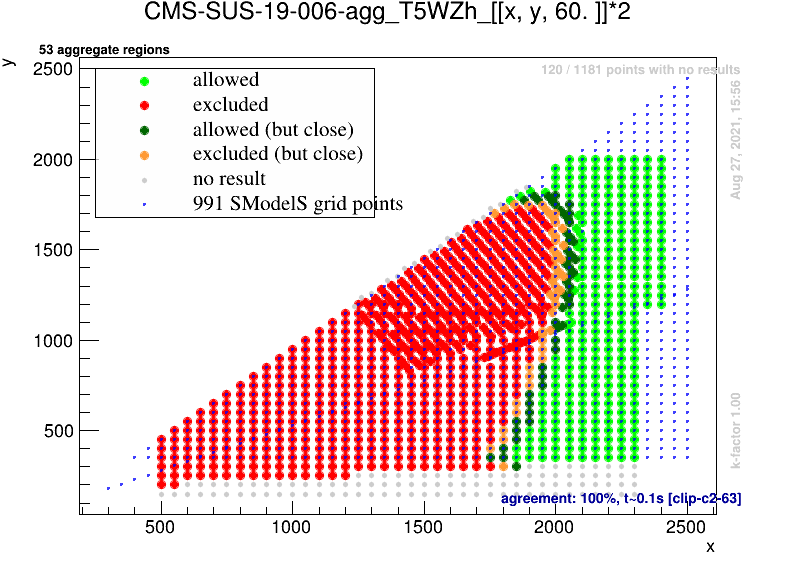 CMS-SUS-19-006-agg_T5WZh_[[x, y, 60. ]]*2
53 aggregate regions
y
120 / 1181 points with no results
allowed
excluded
allowed (but close)
excluded (but close)
no result
991 SModelS grid points
Aug 27, 2021, 15:56
k-factor 1.00
2500
2000
1500
1000
500
agreement: 100%, t~0.1s [clip-c2-63]
500 1000 1500 2000 2500
x